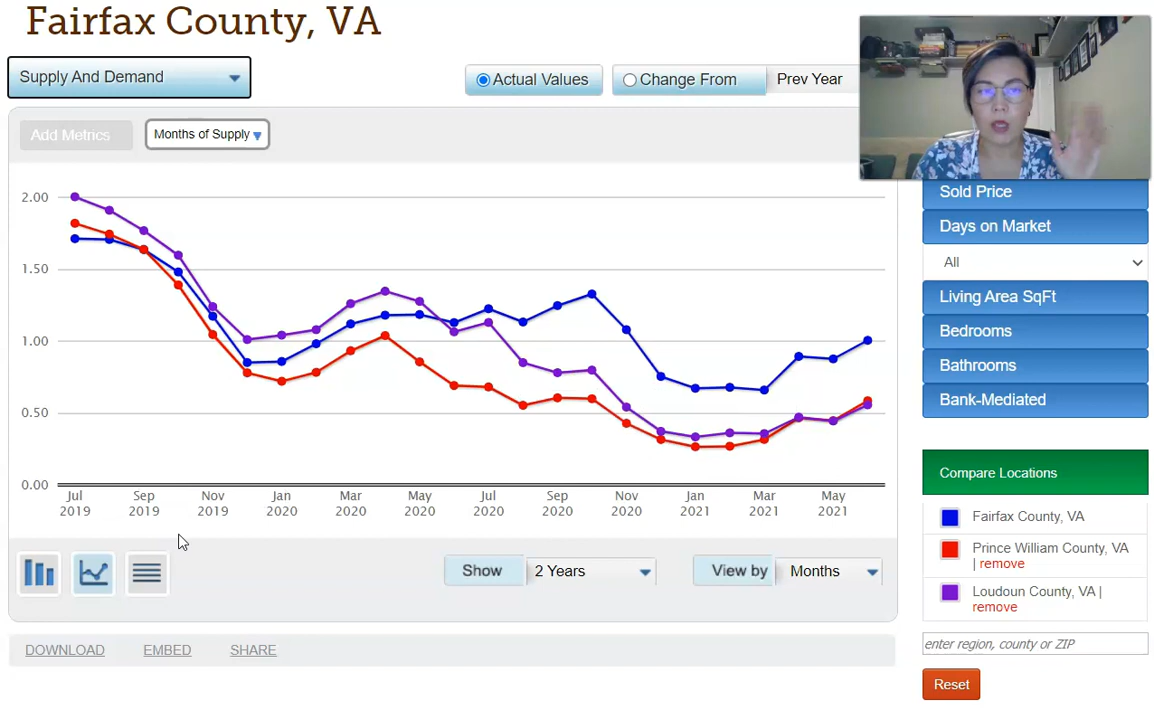 Fairfax County, VA
Supply And Demand
Actual Values
Change From
Prev Year
Add Metrics
Months of Supply
2.00
1.50
1.00
0.50
0.00
Jul 2019
Sep 2019
Nov 2019
Jan 2020
Mar 2020
May 2020
Jul 2020
Sep 2020
Nov 2020
Jan 2021
Mar 2021
May 2021
Show
2 Years
View by
Months
DOWNLOAD
EMBED
SHARE
Sold Price
Days on Market
All
Living Area SqFt
Bedrooms
Bathrooms
Bank-Mediated
Compare Locations
Fairfax County, VA
Prince William County, VA
| remove
Loudoun County, VA |
remove
enter region, county or ZIP
Reset